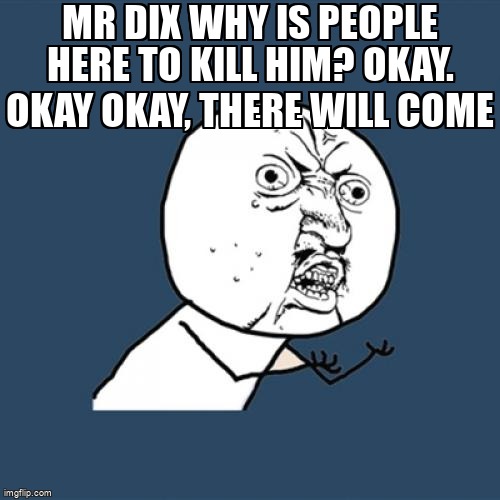 MR DIX WHY IS PEOPLE
HERE TO KILL HIM? OKAY.
OKAY OKAY, THERE WILL COME
imgflip.com